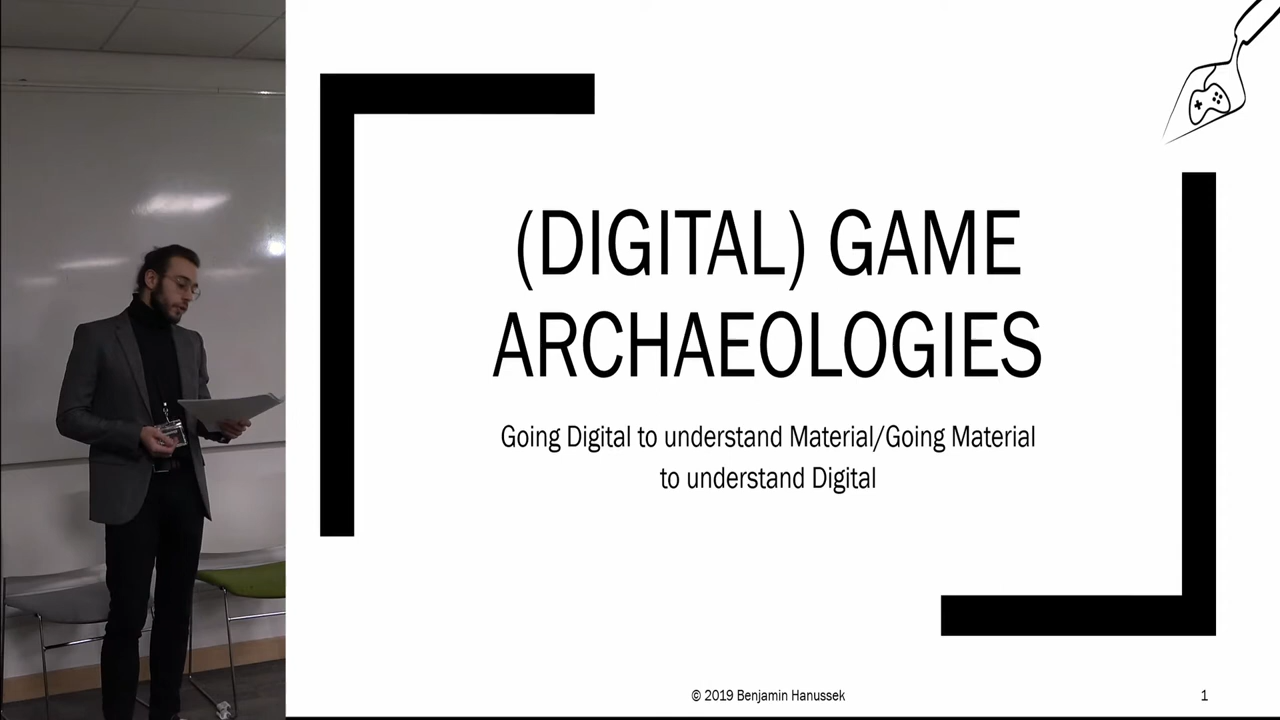 (DIGITAL) GAME
ARCHAEOLOGIES
Going Digital to understand Material/Going Material
to understand Digital
© 2019 Benjamin Hanussek
1